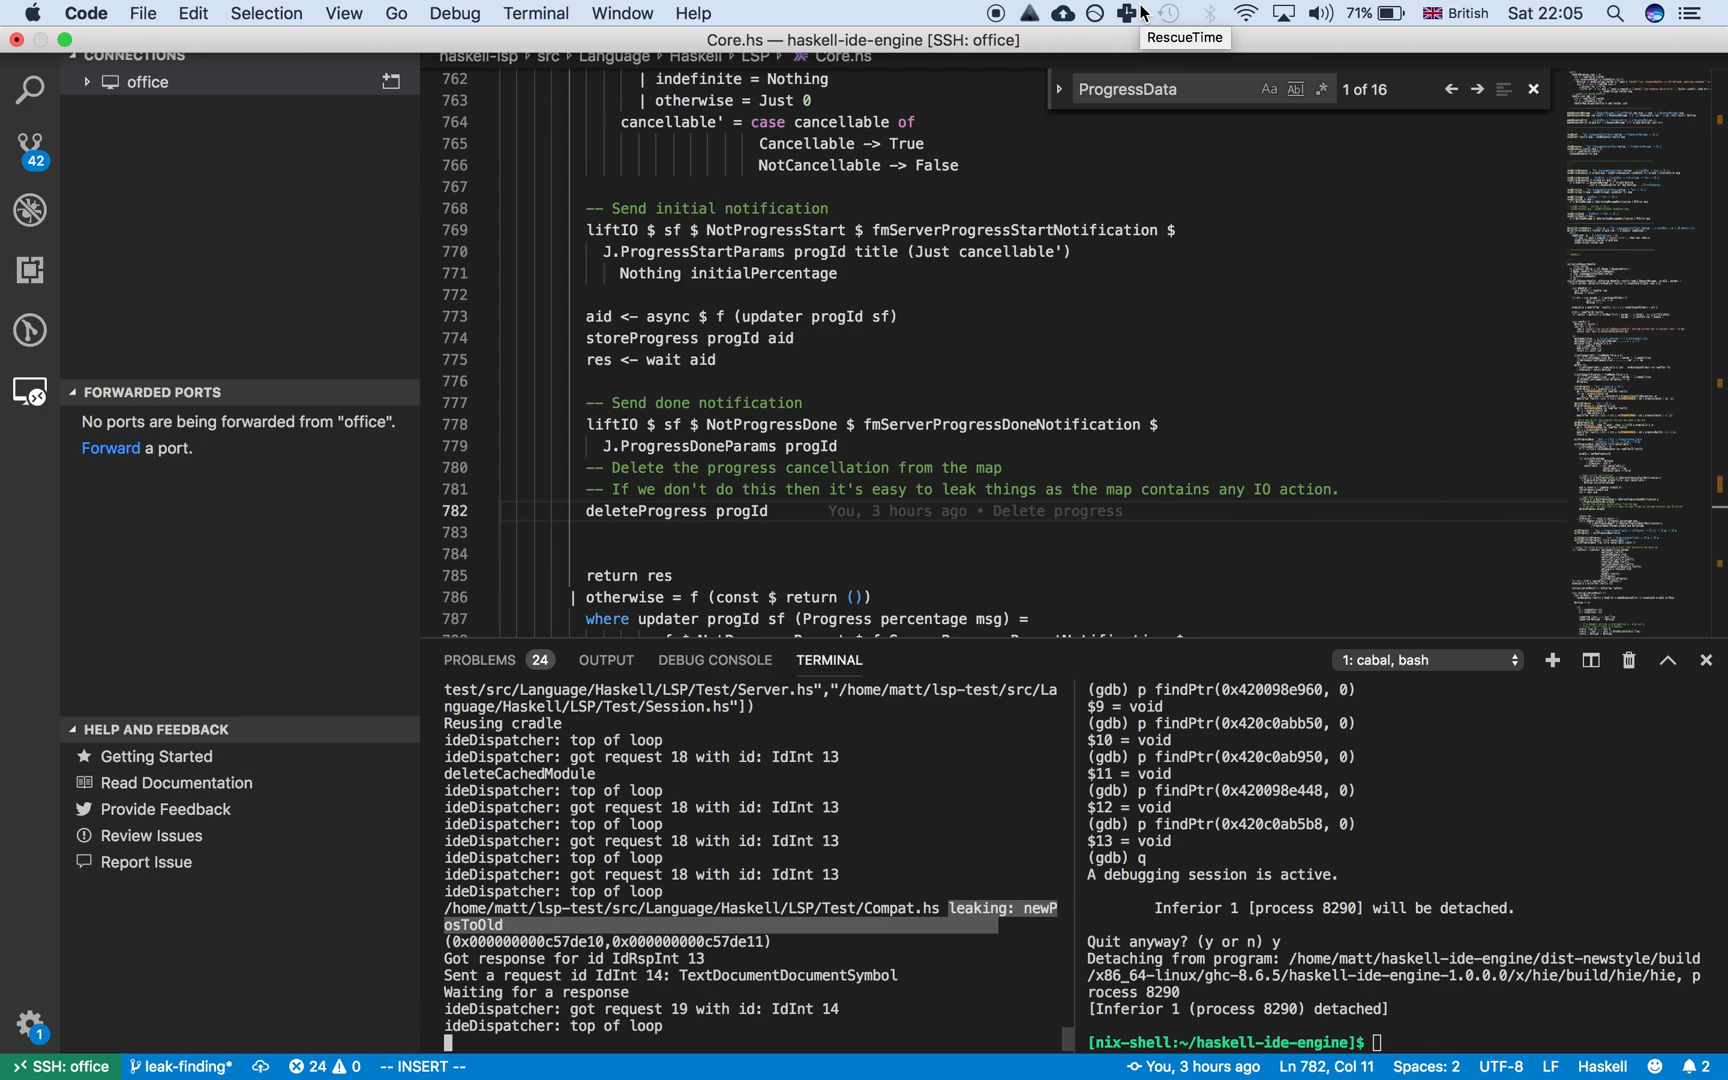 Code File Edit Selection View Go Debug Terminal Window Help 71% British Sat 22:05
RescueTime
Core.hs — haskell-ide-engine [SSH: office]
CONNECTIONS
office
42
FORWARDED PORTS
No ports are being forwarded from "office".
Forward a port.
HELP AND FEEDBACK
Getting Started
Read Documentation
Provide Feedback
Review Issues
Report Issue
1
haskell-lsp › src › Language › Haskell › LSP › Core.hs
ProgressData Aa Abl .* 1 of 16
762 | indefinite = Nothing
763 | otherwise = Just 0
764 cancellable' = case cancellable of
765 Cancellable -> True
766 NotCancellable -> False
767
768 -- Send initial notification
769 liftIO $ sf $ NotProgressStart $ fmServerProgressStartNotification $
770 J.ProgressStartParams progId title (Just cancellable')
771 Nothing initialPercentage
772
773 aid <- async $ f (updater progId sf)
774 storeProgress progId aid
775 res <- wait aid
776
777 -- Send done notification
778 liftIO $ sf $ NotProgressDone $ fmServerProgressDoneNotification $
779 J.ProgressDoneParams progId
780 -- Delete the progress cancellation from the map
781 -- If we don't do this then it's easy to leak things as the map contains any IO action.
782 deleteProgress progId You, 3 hours ago • Delete progress
783
784
785 return res
786 | otherwise = f (const $ return ())
787 where updater progId sf (Progress percentage msg) =
PROBLEMS 24 OUTPUT DEBUG CONSOLE TERMINAL 1: cabal, bash
test/src/Language/Haskell/LSP/Test/Server.hs","/home/matt/lsp-test/src/La
nguage/Haskell/LSP/Test/Session.hs"])
Reusing cradle
ideDispatcher: top of loop
ideDispatcher: got request 18 with id: IdInt 13
deleteCachedModule
ideDispatcher: top of loop
ideDispatcher: got request 18 with id: IdInt 13
ideDispatcher: top of loop
ideDispatcher: got request 18 with id: IdInt 13
ideDispatcher: top of loop
ideDispatcher: got request 18 with id: IdInt 13
ideDispatcher: top of loop
/home/matt/lsp-test/src/Language/Haskell/LSP/Test/Compat.hs leaking: newP
osToOld
(0x000000000c57de10,0x000000000c57de11)
Got response for id IdRspInt 13
Sent a request id IdInt 14: TextDocumentDocumentSymbol
Waiting for a response
ideDispatcher: got request 19 with id: IdInt 14
ideDispatcher: top of loop
(gdb) p findPtr(0x420098e960, 0)
$9 = void
(gdb) p findPtr(0x420c0abb50, 0)
$10 = void
(gdb) p findPtr(0x420c0ab950, 0)
$11 = void
(gdb) p findPtr(0x420098e448, 0)
$12 = void
(gdb) p findPtr(0x420c0ab5b8, 0)
$13 = void
(gdb) q
A debugging session is active.
Inferior 1 [process 8290] will be detached.
Quit anyway? (y or n) y
Detaching from program: /home/matt/haskell-ide-engine/dist-newstyle/build
/x86_64-linux/ghc-8.6.5/haskell-ide-engine-1.0.0.0/x/hie/build/hie/hie, p
rocess 8290
[Inferior 1 (process 8290) detached]
[nix-shell:~/haskell-ide-engine]$
SSH: office leak-finding* 24 0 -- INSERT -- You, 3 hours ago Ln 782, Col 11 Spaces: 2 UTF-8 LF Haskell 2